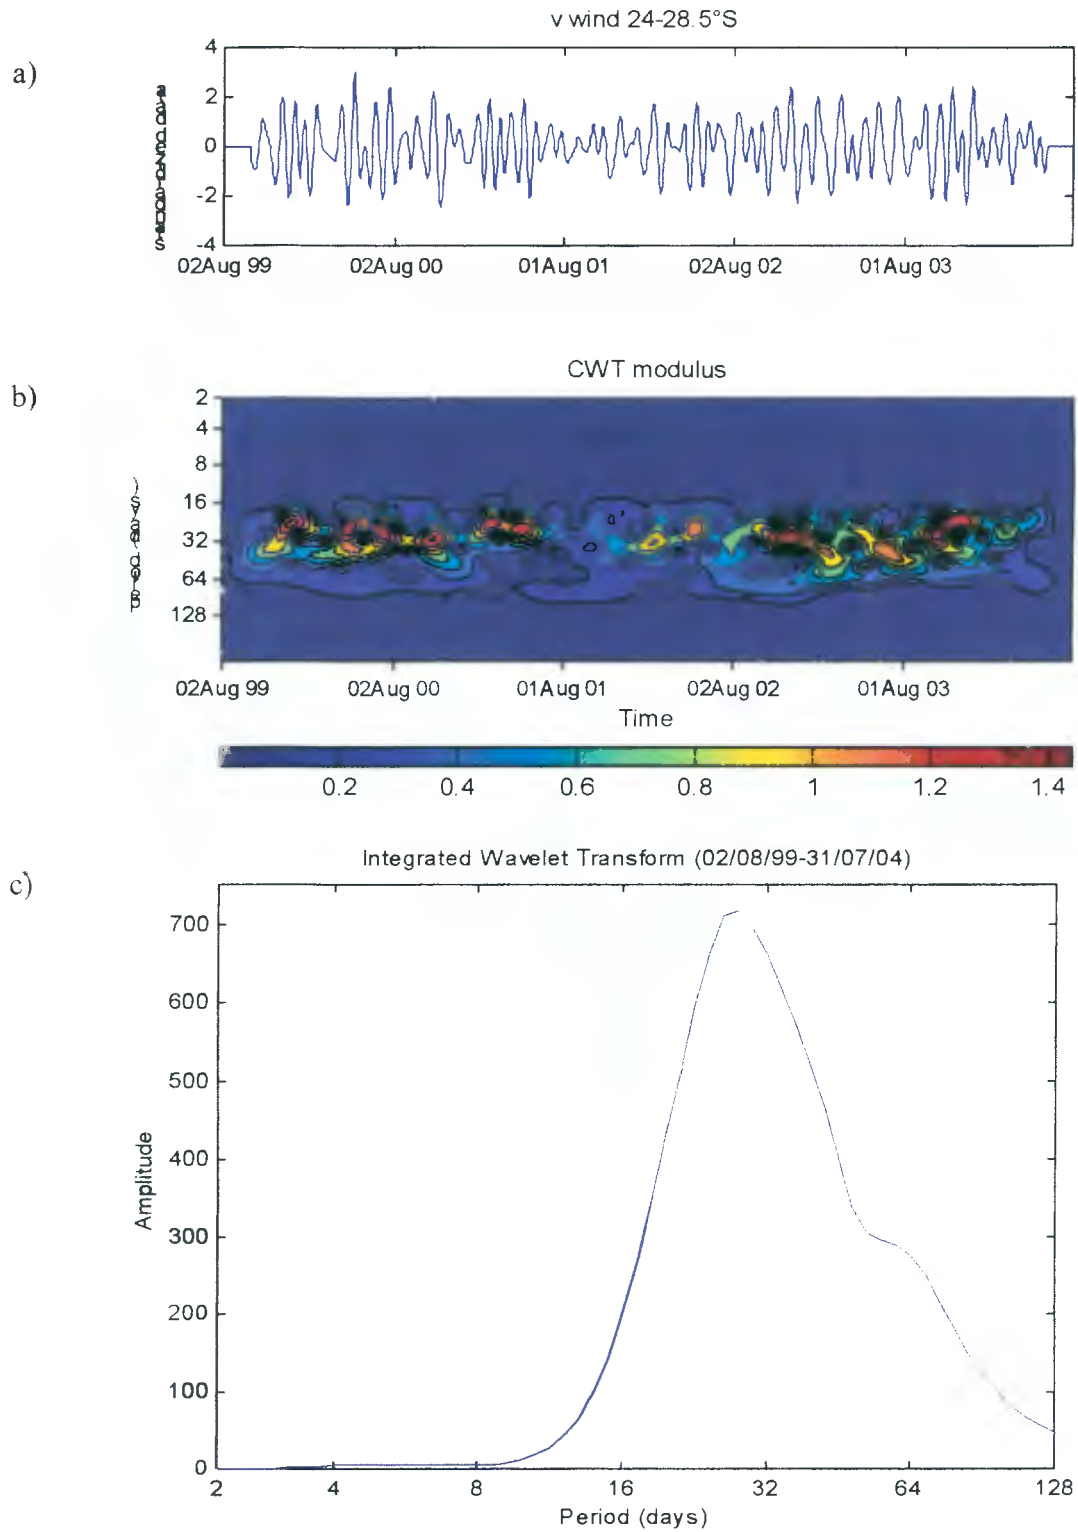 v wind 24-28.5°S
a)
4
2
0
-2
-4
02Aug 99 02Aug 00 01Aug 01 02Aug 02 01Aug 03
CWT modulus
b)
2
4
8
16
32
64
128
02Aug 99 02Aug 00 01Aug 01 02Aug 02 01Aug 03
Time
0.2 0.4 0.6 0.8 1 1.2 1.4
Integrated Wavelet Transform (02/08/99-31/07/04)
c)
700
600
500
400
300
200
100
0
Amplitude
2 4 8 16 32 64 128
Period (days)